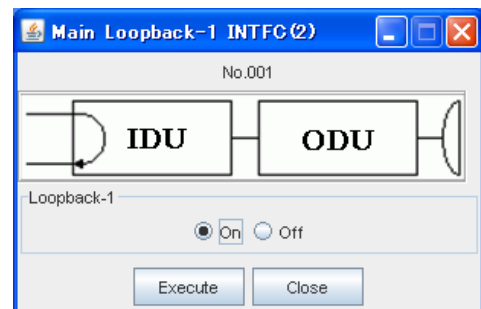 Main Loopback-1 INTFC(2)
No.001
IDU ODU
Loopback-1
On Off
Execute Close